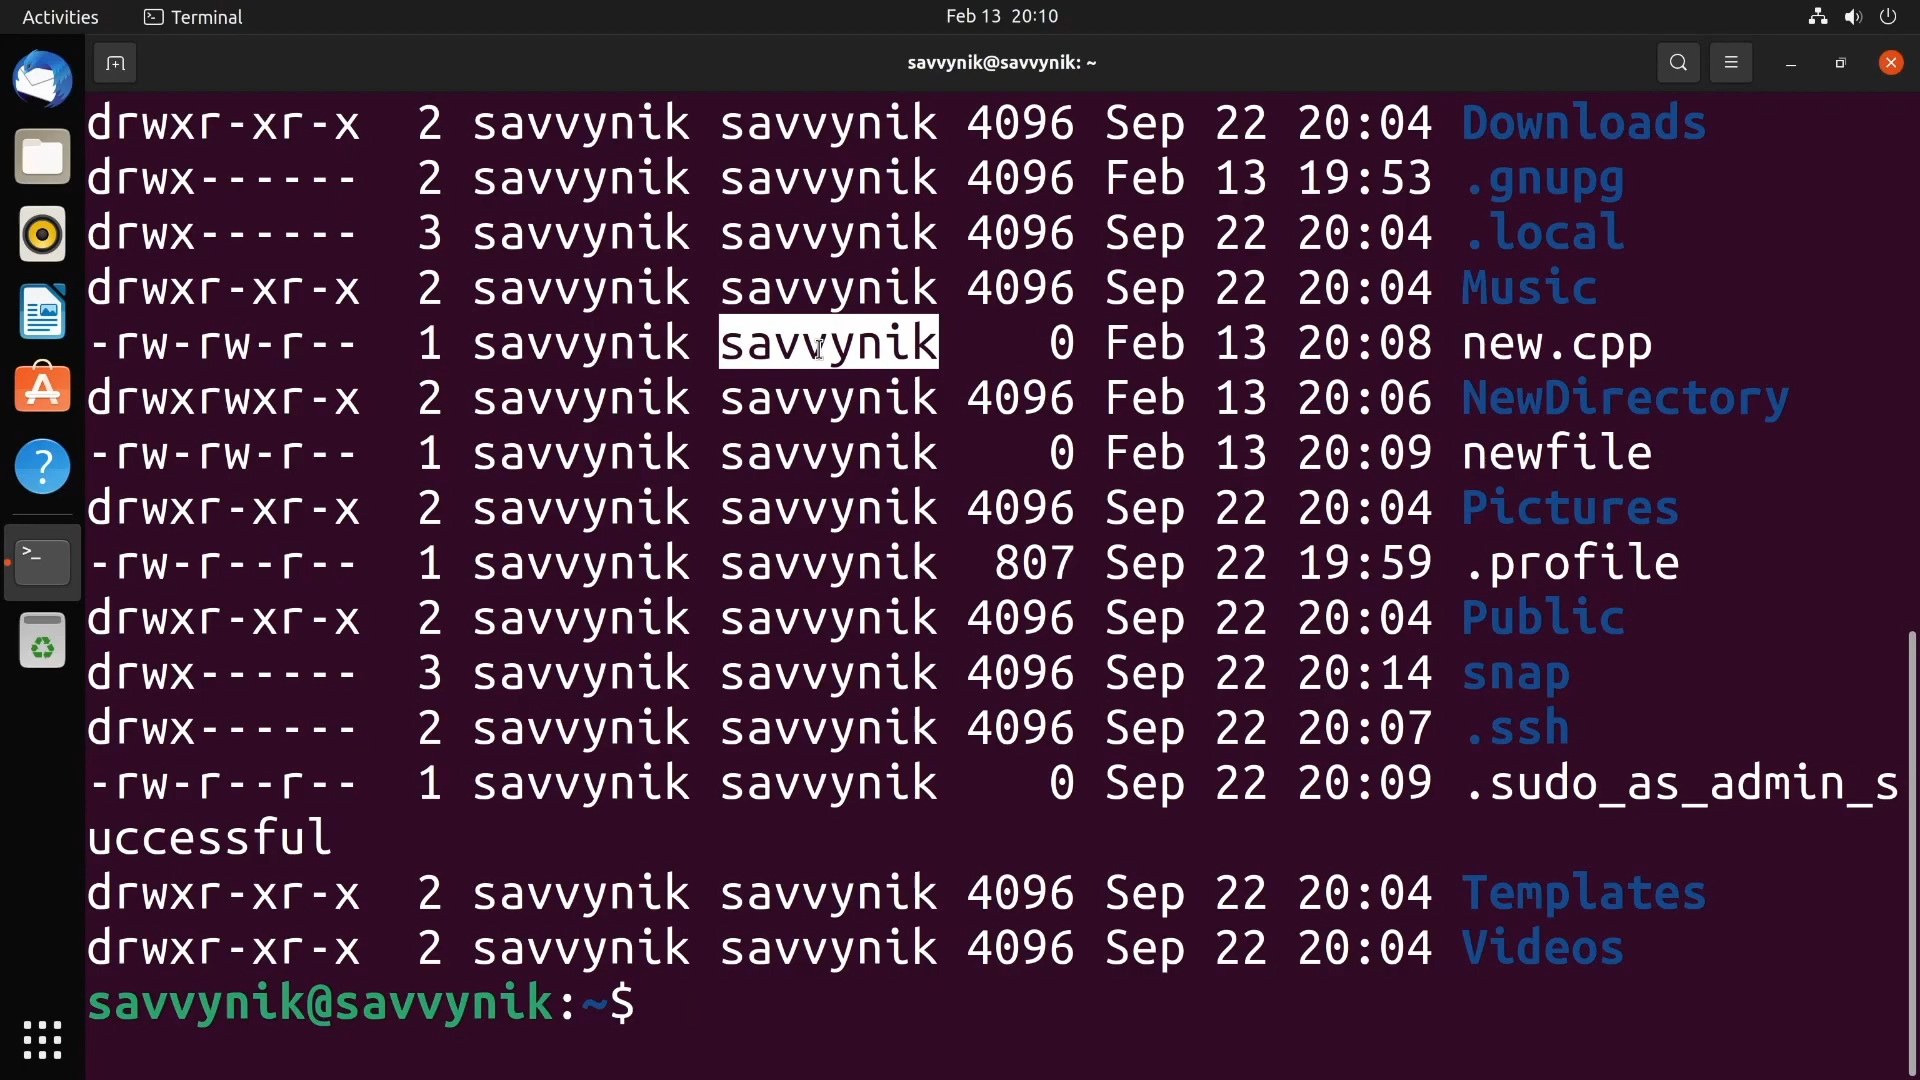 Activities Terminal Feb 13 20:10
savvynik@savvynik: ~
drwxr-xr-x 2 savvynik savvynik 4096 Sep 22 20:04 Downloads
drwx------ 2 savvynik savvynik 4096 Feb 13 19:53 .gnupg
drwx------ 3 savvynik savvynik 4096 Sep 22 20:04 .local
drwxr-xr-x 2 savvynik savvynik 4096 Sep 22 20:04 Music
-rw-rw-r-- 1 savvynik savvynik 0 Feb 13 20:08 new.cpp
drwxrwxr-x 2 savvynik savvynik 4096 Feb 13 20:06 NewDirectory
-rw-rw-r-- 1 savvynik savvynik 0 Feb 13 20:09 newfile
drwxr-xr-x 2 savvynik savvynik 4096 Sep 22 20:04 Pictures
-rw-r--r-- 1 savvynik savvynik 807 Sep 22 19:59 .profile
drwxr-xr-x 2 savvynik savvynik 4096 Sep 22 20:04 Public
drwx------ 3 savvynik savvynik 4096 Sep 22 20:14 snap
drwx------ 2 savvynik savvynik 4096 Sep 22 20:07 .ssh
-rw-r--r-- 1 savvynik savvynik 0 Sep 22 20:09 .sudo_as_admin_s
uccessful
drwxr-xr-x 2 savvynik savvynik 4096 Sep 22 20:04 Templates
drwxr-xr-x 2 savvynik savvynik 4096 Sep 22 20:04 Videos
savvynik@savvynik:~$